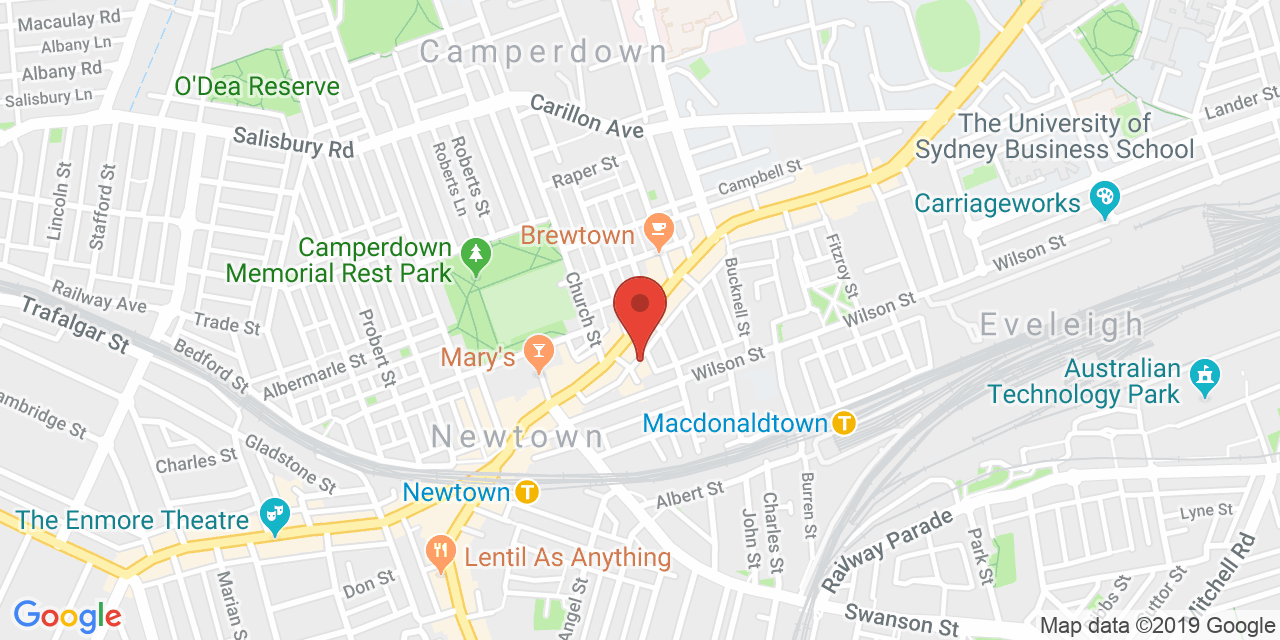 Macaulay Rd
Albany Ln
Albany Rd
Salisbury Ln
Camperdown
O'Dea Reserve
Carillon Ave
Salisbury Rd
Lander St
The University of
Sydney Business School
Lincoln St
Stafford St
Roberts St
Roberts Ln
Raper St
Campbell St
Carriageworks
Brewtown
Camperdown
Memorial Rest Park
Fitzroy St
Wilson St
Bucknell St
Church St
Railway Ave
Trafalgar St
Trade St
Probert St
Wilson St
Eveleigh
Bedford St
Albermarle St
Mary's
Wilson St
Australian
Technology Park
Macdonaldtown
T
Newtown
Gladstone St
Charles St
Newtown
T
Albert St
Charles St
John St
Burren St
The Enmore Theatre
Railway Parade
Lyne St
Lentil As Anything
Park St
Mitchell Rd
Don St
Marian St
Angel St
Swanson St
Google
Map data ©2019 Google